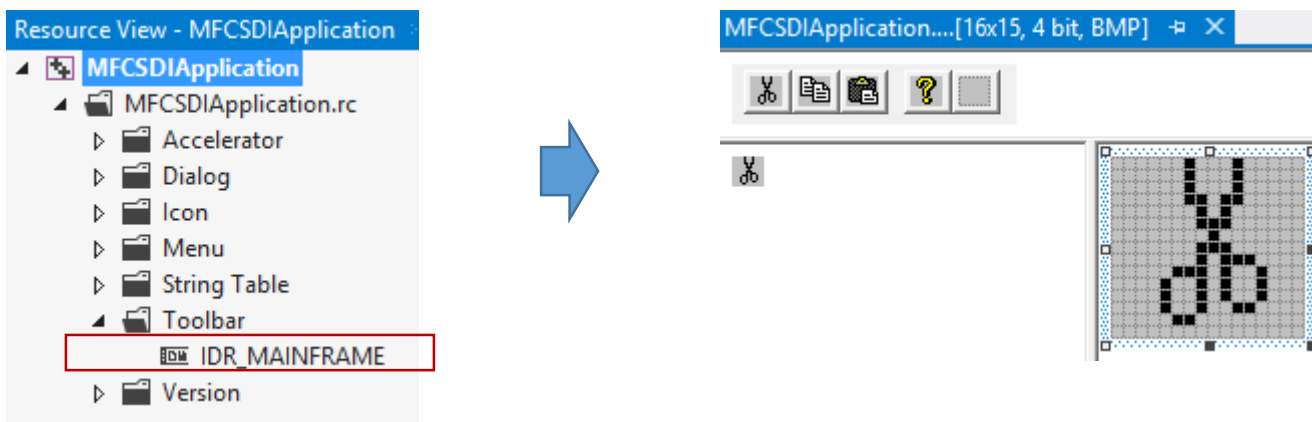 Resource View - MFCSDIApplication
MFCSDIApplication
MFCSDIApplication.rc
Accelerator
Dialog
Icon
Menu
String Table
Toolbar
IDR_MAINFRAME
Version
MFCSDIApplication....[16x15, 4 bit, BMP]